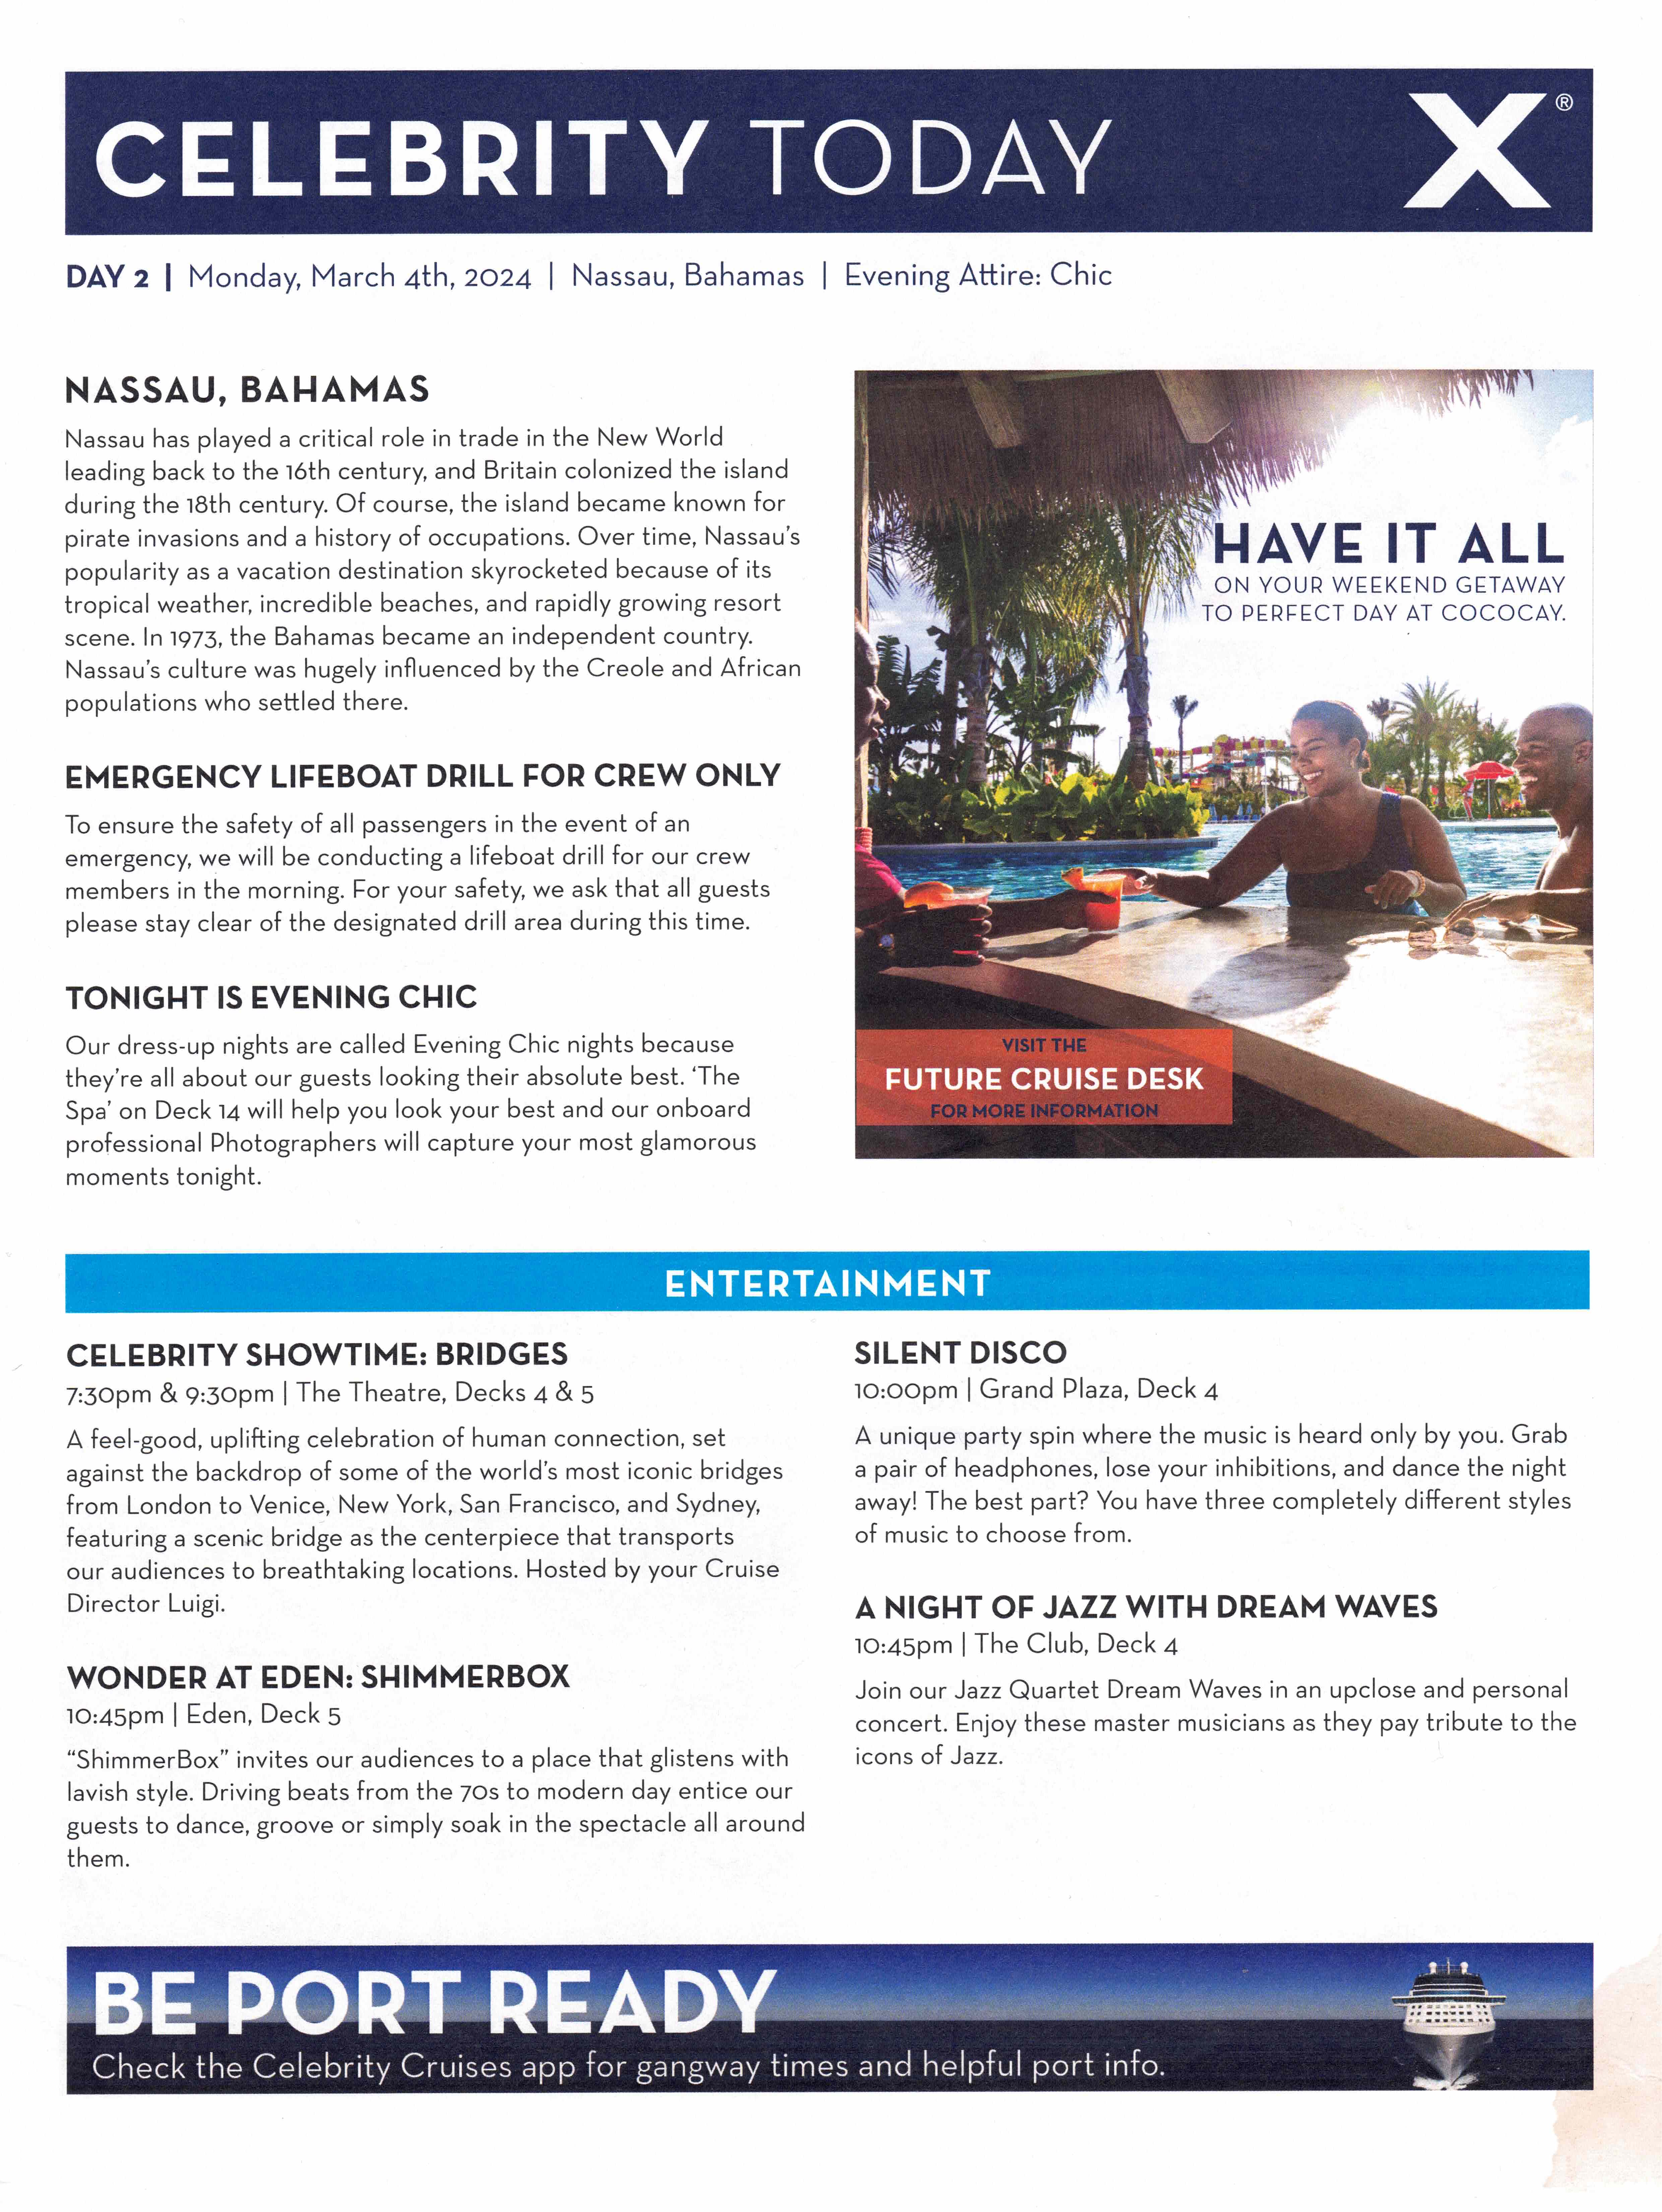 CELEBRITY TODAY
X®
DAY 2 | Monday, March 4th, 2024 | Nassau, Bahamas | Evening Attire: Chic
NASSAU, BAHAMAS
Nassau has played a critical role in trade in the New World
leading back to the 16th century, and Britain colonized the island
during the 18th century. Of course, the island became known for
pirate invasions and a history of occupations. Over time, Nassau's
popularity as a vacation destination skyrocketed because of its
tropical weather, incredible beaches, and rapidly growing resort
scene. In 1973, the Bahamas became an independent country.
Nassau's culture was hugely influenced by the Creole and African
populations who settled there.
EMERGENCY LIFEBOAT DRILL FOR CREW ONLY
To ensure the safety of all passengers in the event of an
emergency, we will be conducting a lifeboat drill for our crew
members in the morning. For your safety, we ask that all guests
please stay clear of the designated drill area during this time.
TONIGHT IS EVENING CHIC
Our dress-up nights are called Evening Chic nights because
they're all about our guests looking their absolute best. ‘The
Spa’ on Deck 14 will help you look your best and our onboard
professional Photographers will capture your most glamorous
moments tonight.
HAVE IT ALL
ON YOUR WEEKEND GETAWAY
TO PERFECT DAY AT COCOCAY.
VISIT THE
FUTURE CRUISE DESK
FOR MORE INFORMATION
ENTERTAINMENT
CELEBRITY SHOWTIME: BRIDGES
7:30pm & 9:30pm | The Theatre, Decks 4 & 5
A feel-good, uplifting celebration of human connection, set
against the backdrop of some of the world's most iconic bridges
from London to Venice, New York, San Francisco, and Sydney,
featuring a scenic bridge as the centerpiece that transports
our audiences to breathtaking locations. Hosted by your Cruise
Director Luigi.
WONDER AT EDEN: SHIMMERBOX
10:45pm | Eden, Deck 5
“ShimmerBox” invites our audiences to a place that glistens with
lavish style. Driving beats from the 70s to modern day entice our
guests to dance, groove or simply soak in the spectacle all around
them.
SILENT DISCO
10:00pm | Grand Plaza, Deck 4
A unique party spin where the music is heard only by you. Grab
a pair of headphones, lose your inhibitions, and dance the night
away! The best part? You have three completely different styles
of music to choose from.
A NIGHT OF JAZZ WITH DREAM WAVES
10:45pm | The Club, Deck 4
Join our Jazz Quartet Dream Waves in an upclose and personal
concert. Enjoy these master musicians as they pay tribute to the
icons of Jazz.
BE PORT READY
Check the Celebrity Cruises app for gangway times and helpful port info.